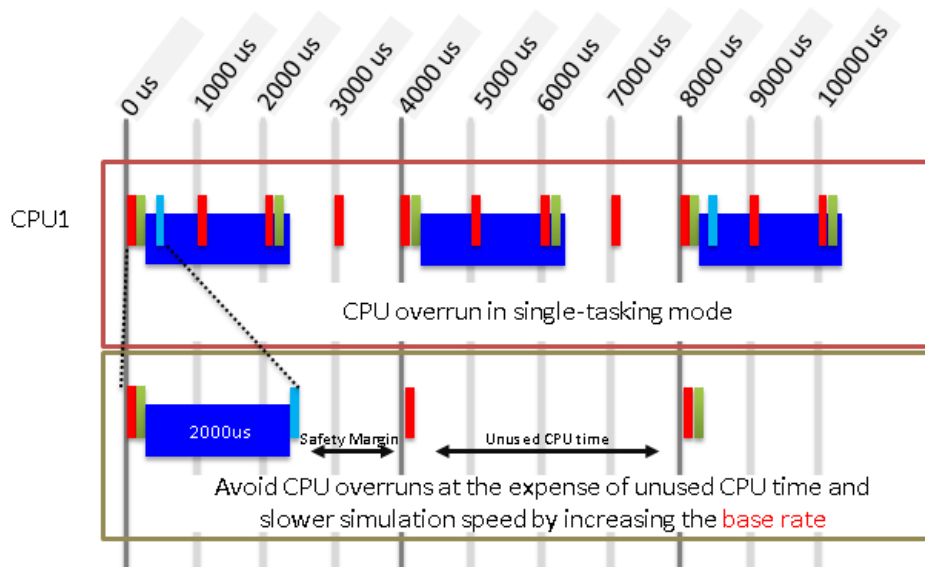 0 us
1000 us
2000 us
3000 us
4000 us
5000 us
6000 us
7000 us
8000 us
9000 us
10000 us
CPU1
CPU overrun in single-tasking mode
2000us
Safety Margin
Unused CPU time
Avoid CPU overruns at the expense of unused CPU time and
slower simulation speed by increasing the base rate